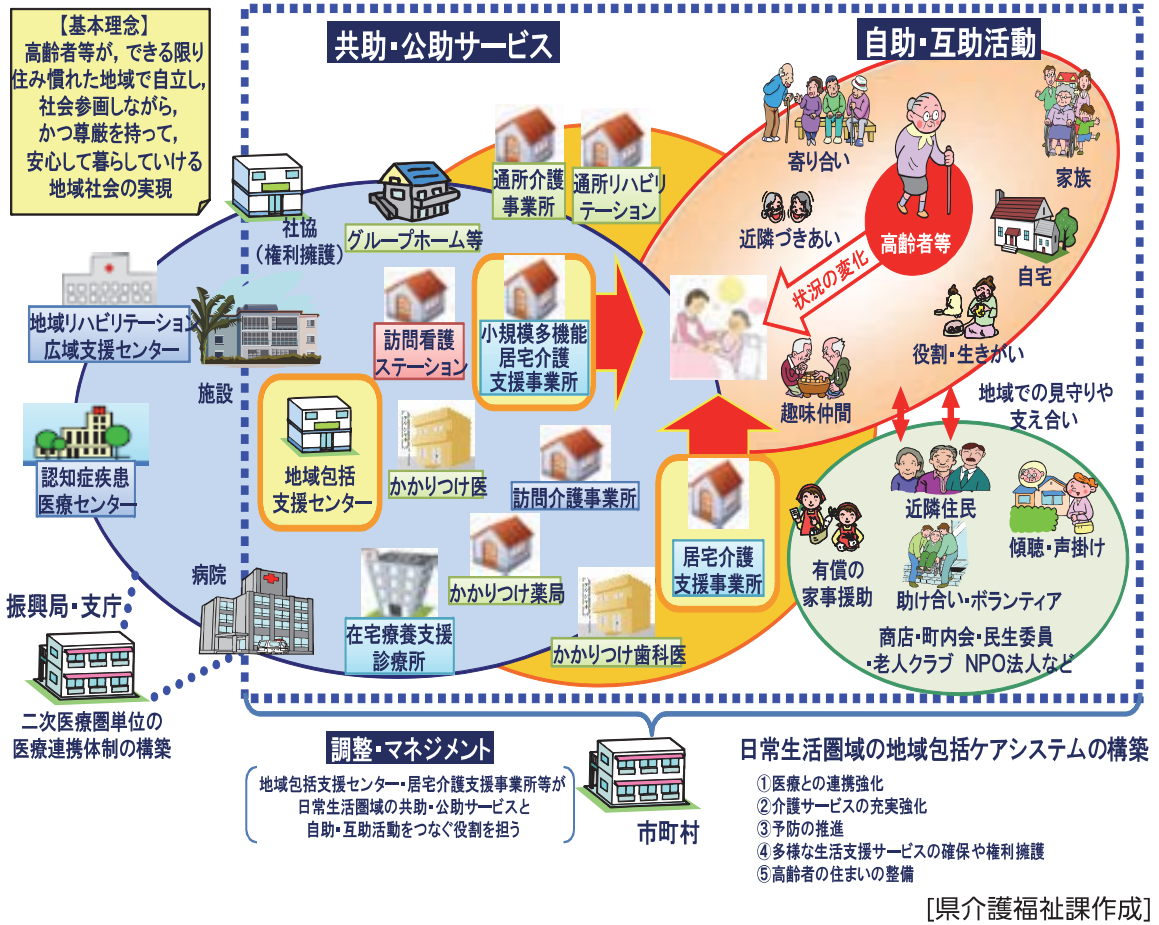 【基本理念】
高齢者等が，できる限り
住み慣れた地域で自立し，
社会参画しながら，
かつ尊厳を持って，
安心して暮らしていける
地域社会の実現
共助・公助サービス
自助・互助活動
寄り合い
家族
近隣づきあい
高齢者等
自宅
状況の変化
役割・生きがい
趣味仲間
通所介護
事業所
通所リハビリ
テーション
社協
（権利擁護）
グループホーム等
地域リハビリテーション
広域支援センター
施設
訪問看護
ステーション
小規模多機能
居宅介護
支援事業所
認知症疾患
医療センター
地域包括
支援センター
かかりつけ医
訪問介護事業所
居宅介護
支援事業所
病院
在宅療養支援
診療所
かかりつけ薬局
かかりつけ歯科医
地域での見守りや
支え合い
近隣住民
傾聴・声掛け
有償の
家事援助
助け合い・ボランティア
商店・町内会・民生委員
・老人クラブ NPO法人など
振興局・支庁
二次医療圏単位の
医療連携体制の構築
調整・マネジメント
地域包括支援センター・居宅介護支援事業所等が
日常生活圏域の共助・公助サービスと
自助・互助活動をつなぐ役割を担う
市町村
日常生活圏域の地域包括ケアシステムの構築
①医療との連携強化
②介護サービスの充実強化
③予防の推進
④多様な生活支援サービスの確保や権利擁護
⑤高齢者の住まいの整備
[県介護福祉課作成]